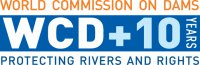 WORLD COMMISSION ON DAMS
WCD+10 YEARS
PROTECTING RIVERS AND RIGHTS